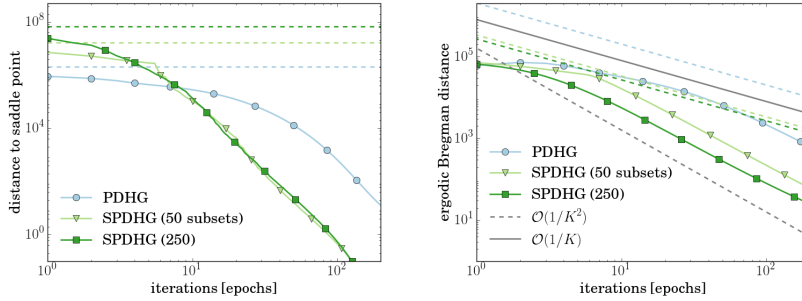 10^8
10^4
10^0
distance to saddle point
PDHG
SPDHG (50 subsets)
SPDHG (250)
10^0
10^1
10^2
iterations [epochs]
10^5
10^3
10^1
ergodic Bregman distance
PDHG
SPDHG (50 subsets)
SPDHG (250)
O(1/K^2)
O(1/K)
10^0
10^1
10^2
iterations [epochs]